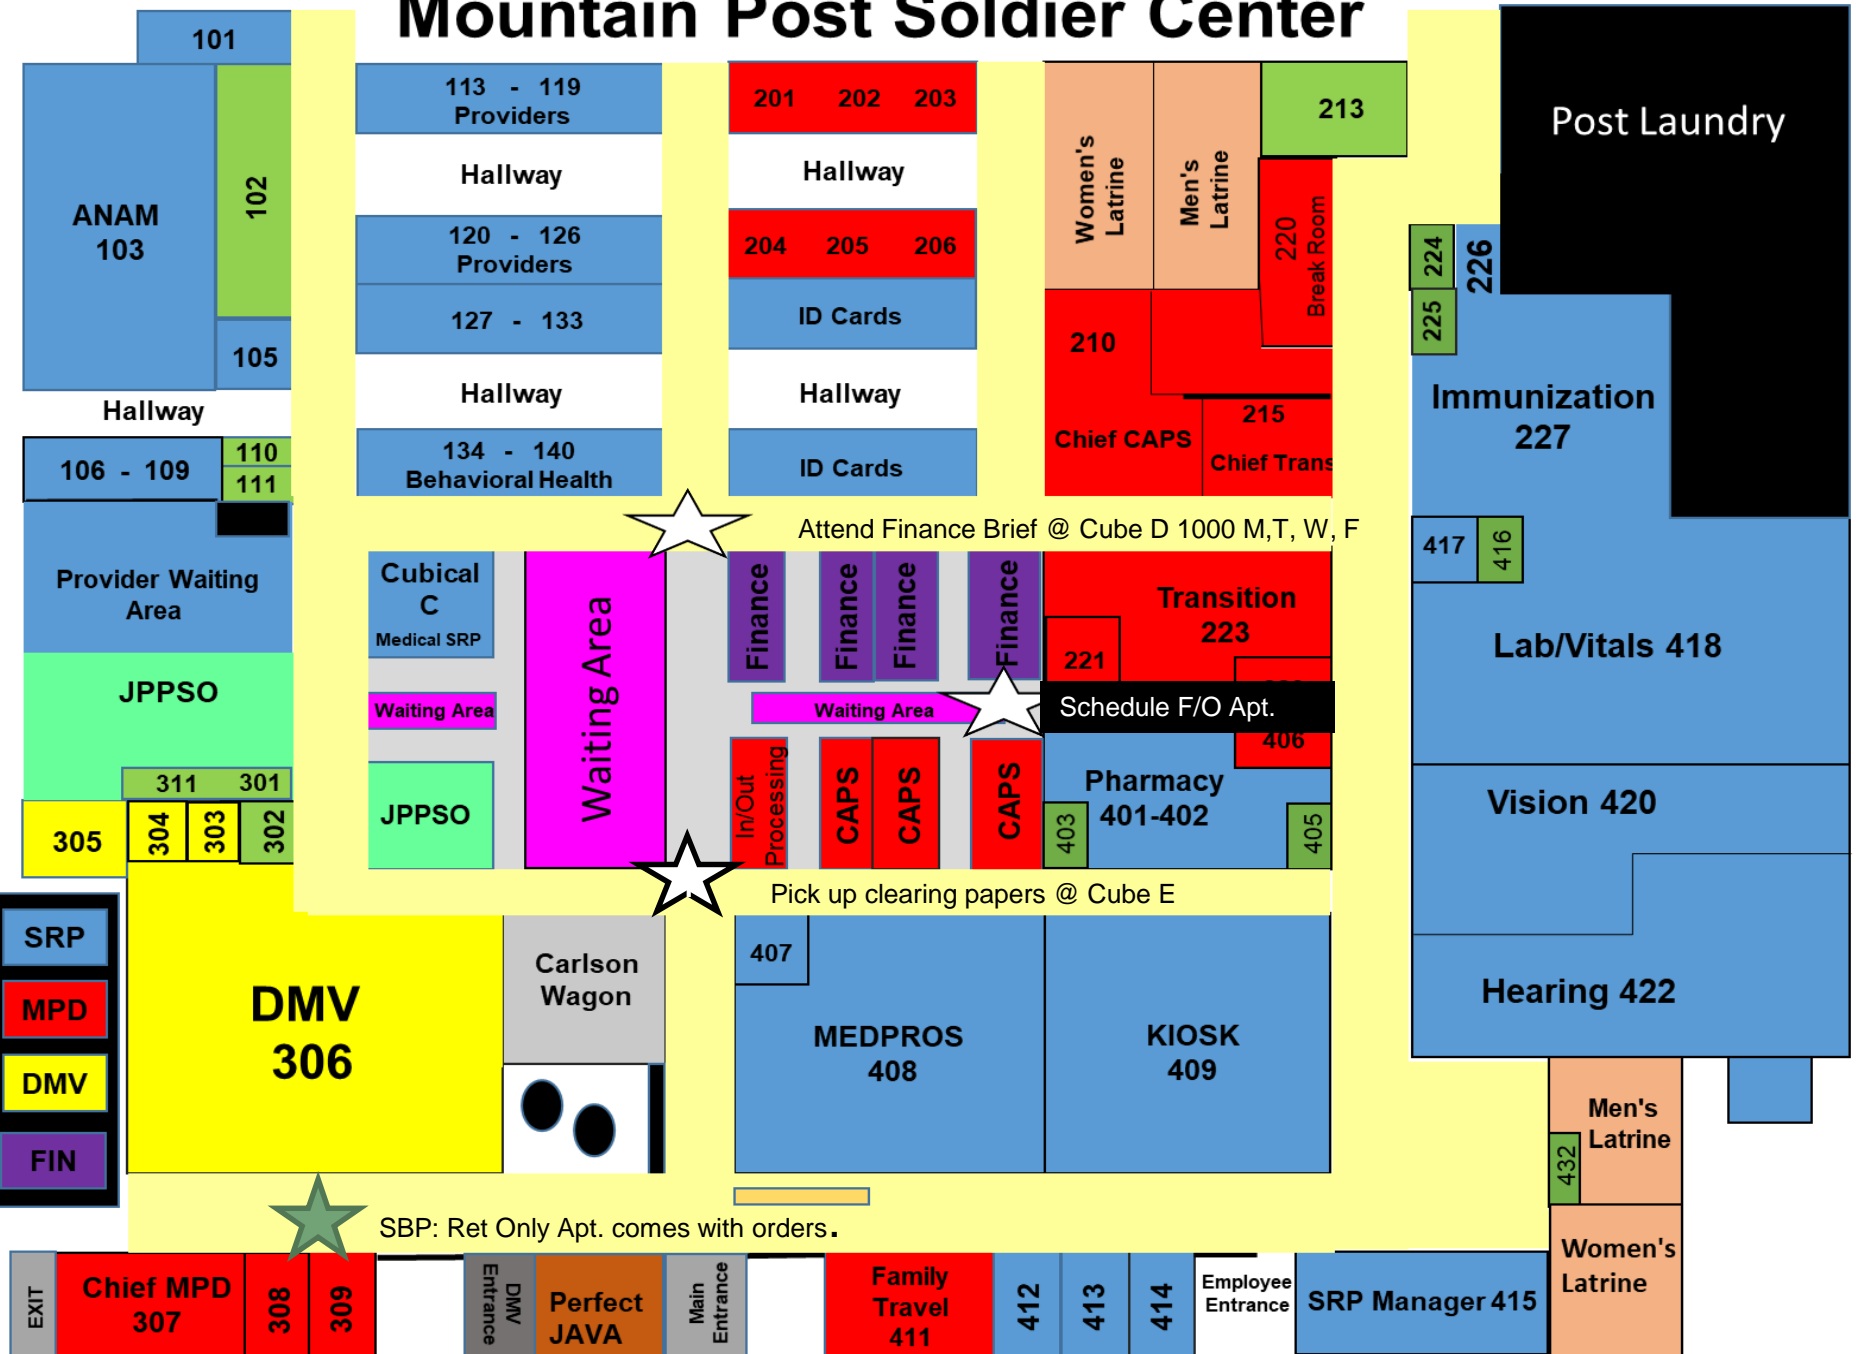 Mountain Post Soldier Center
101
113 - 119
Providers
201 202 203
Women's
Latrine
Men's
Latrine
213
Post Laundry
ANAM
103
102
Hallway
Hallway
220
Break Room
120 - 126
Providers
204 205 206
224
226
225
127 - 133
ID Cards
105
210
Hallway
Hallway
Hallway
Immunization
227
215
Chief CAPS
Chief Trans
106 - 109
110
111
134 - 140
Behavioral Health
ID Cards
Attend Finance Brief @ Cube D 1000 M,T, W, F
417
416
Provider Waiting
Area
Cubical
C
Medical SRP
Waiting Area
Finance
Finance
Finance
Finance
Transition
223
221
Lab/Vitals 418
JPPSO
Waiting Area
Waiting Area
Schedule F/O Apt.
406
311 301
JPPSO
In/Out
Processing
CAPS
CAPS
CAPS
Pharmacy
401-402
403
405
Vision 420
305
304
303
302
Pick up clearing papers @ Cube E
SRP
MPD
DMV
FIN
DMV
306
Carlson
Wagon
407
MEDPROS
408
KIOSK
409
Hearing 422
Men's
Latrine
432
SBP: Ret Only Apt. comes with orders.
EXIT
Chief MPD
307
308
309
DMV
Entrance
Perfect
JAVA
Main
Entrance
Family
Travel
411
412
413
414
Employee
Entrance
SRP Manager 415
Women's
Latrine